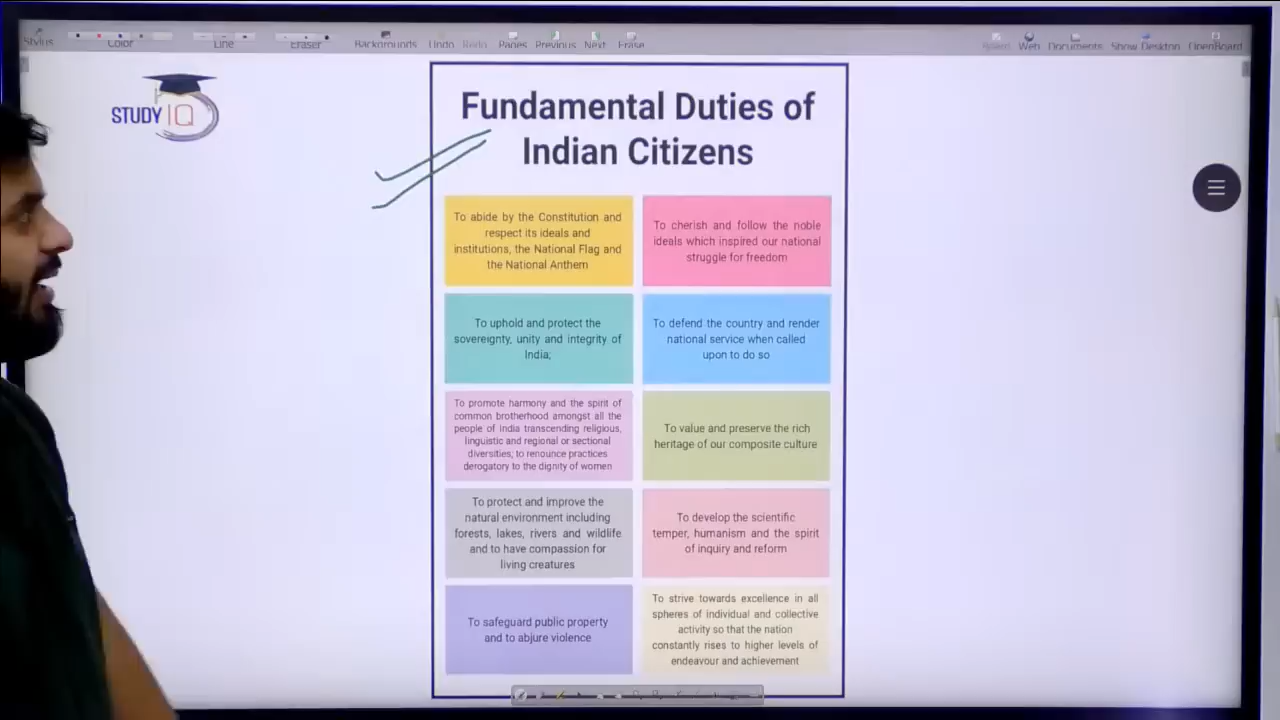 Stylus
Color
Line
Eraser
Backgrounds
Undo
Redo
Pages
Previous
Next
Erase
Board
Web
Documents
Show Desktop
OpenBoard
STUDY IQ
Fundamental Duties of
Indian Citizens
To abide by the Constitution and
respect its ideals and
institutions, the National Flag and
the National Anthem
To cherish and follow the noble
ideals which inspired our national
struggle for freedom
To uphold and protect the
sovereignty, unity and integrity of
India;
To defend the country and render
national service when called
upon to do so
To promote harmony and the spirit of
common brotherhood amongst all the
people of India transcending religious,
linguistic and regional or sectional
diversities; to renounce practices
derogatory to the dignity of women
To value and preserve the rich
heritage of our composite culture
To protect and improve the
natural environment including
forests, lakes, rivers and wildlife
and to have compassion for
living creatures
To develop the scientific
temper, humanism and the spirit
of inquiry and reform
To safeguard public property
and to abjure violence
To strive towards excellence in all
spheres of individual and collective
activity so that the nation
constantly rises to higher levels of
endeavour and achievement